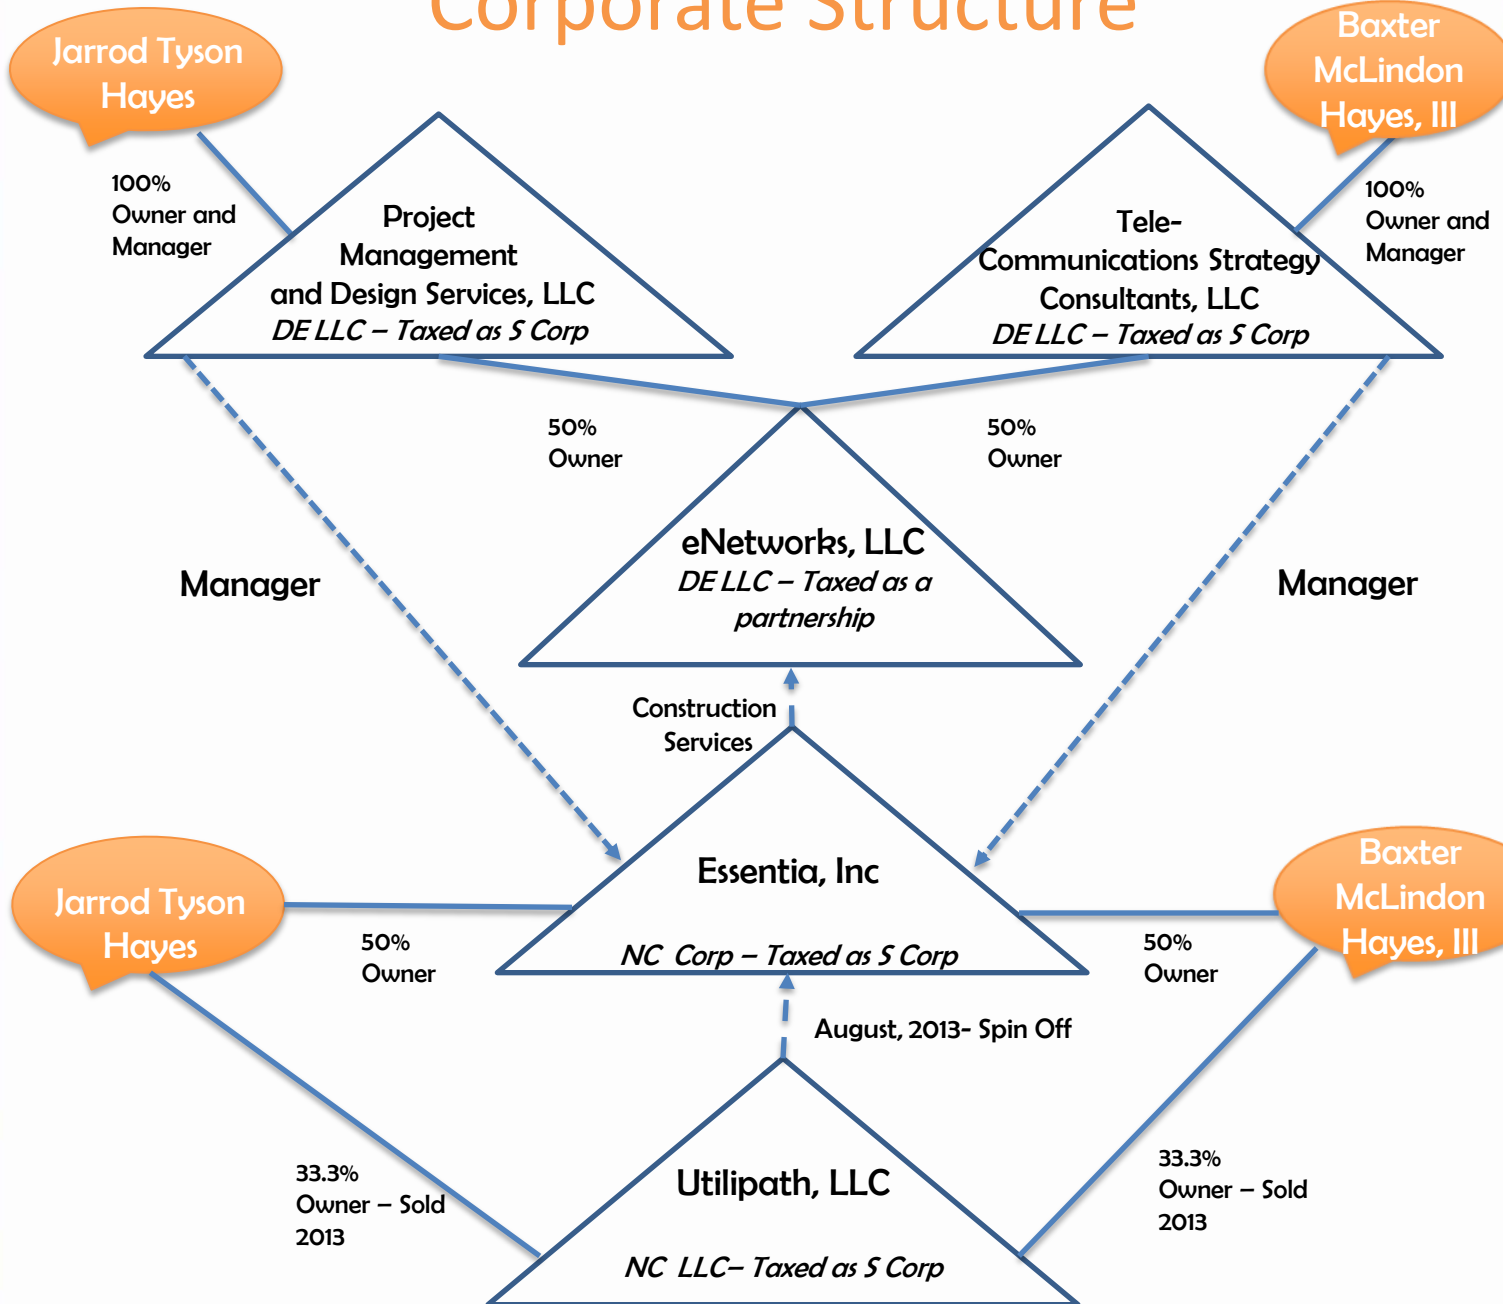 Corporate Structure
Jarrod Tyson
Hayes
Baxter
McLindon
Hayes, III
100%
Owner and
Manager
Project
Management
and Design Services, LLC
DE LLC – Taxed as S Corp
Tele-
Communications Strategy
Consultants, LLC
DE LLC – Taxed as S Corp
100%
Owner and
Manager
50%
Owner
50%
Owner
eNetworks, LLC
DE LLC – Taxed as a
partnership
Manager
Manager
Construction
Services
Essentia, Inc
NC  Corp – Taxed as S Corp
Jarrod Tyson
Hayes
Baxter
McLindon
Hayes, III
50%
Owner
50%
Owner
August, 2013- Spin Off
33.3%
Owner – Sold
2013
Utilipath, LLC
NC  LLC– Taxed as S Corp
33.3%
Owner – Sold
2013